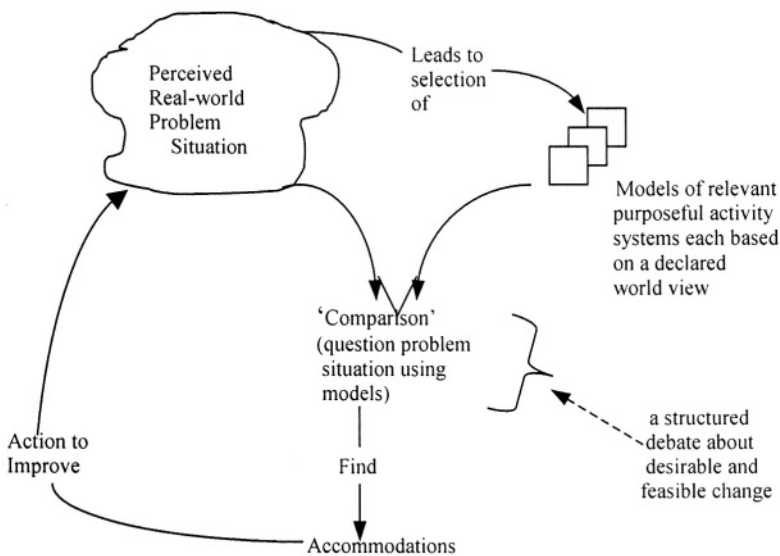 Perceived
Real-world
Problem
Situation
Leads to
selection
of
Models of relevant
purposeful activity
systems each based
on a declared
world view
‘Comparison’
(question problem
situation using
models)
a structured
debate about
desirable and
feasible change
Action to
Improve
Find
Accommodations